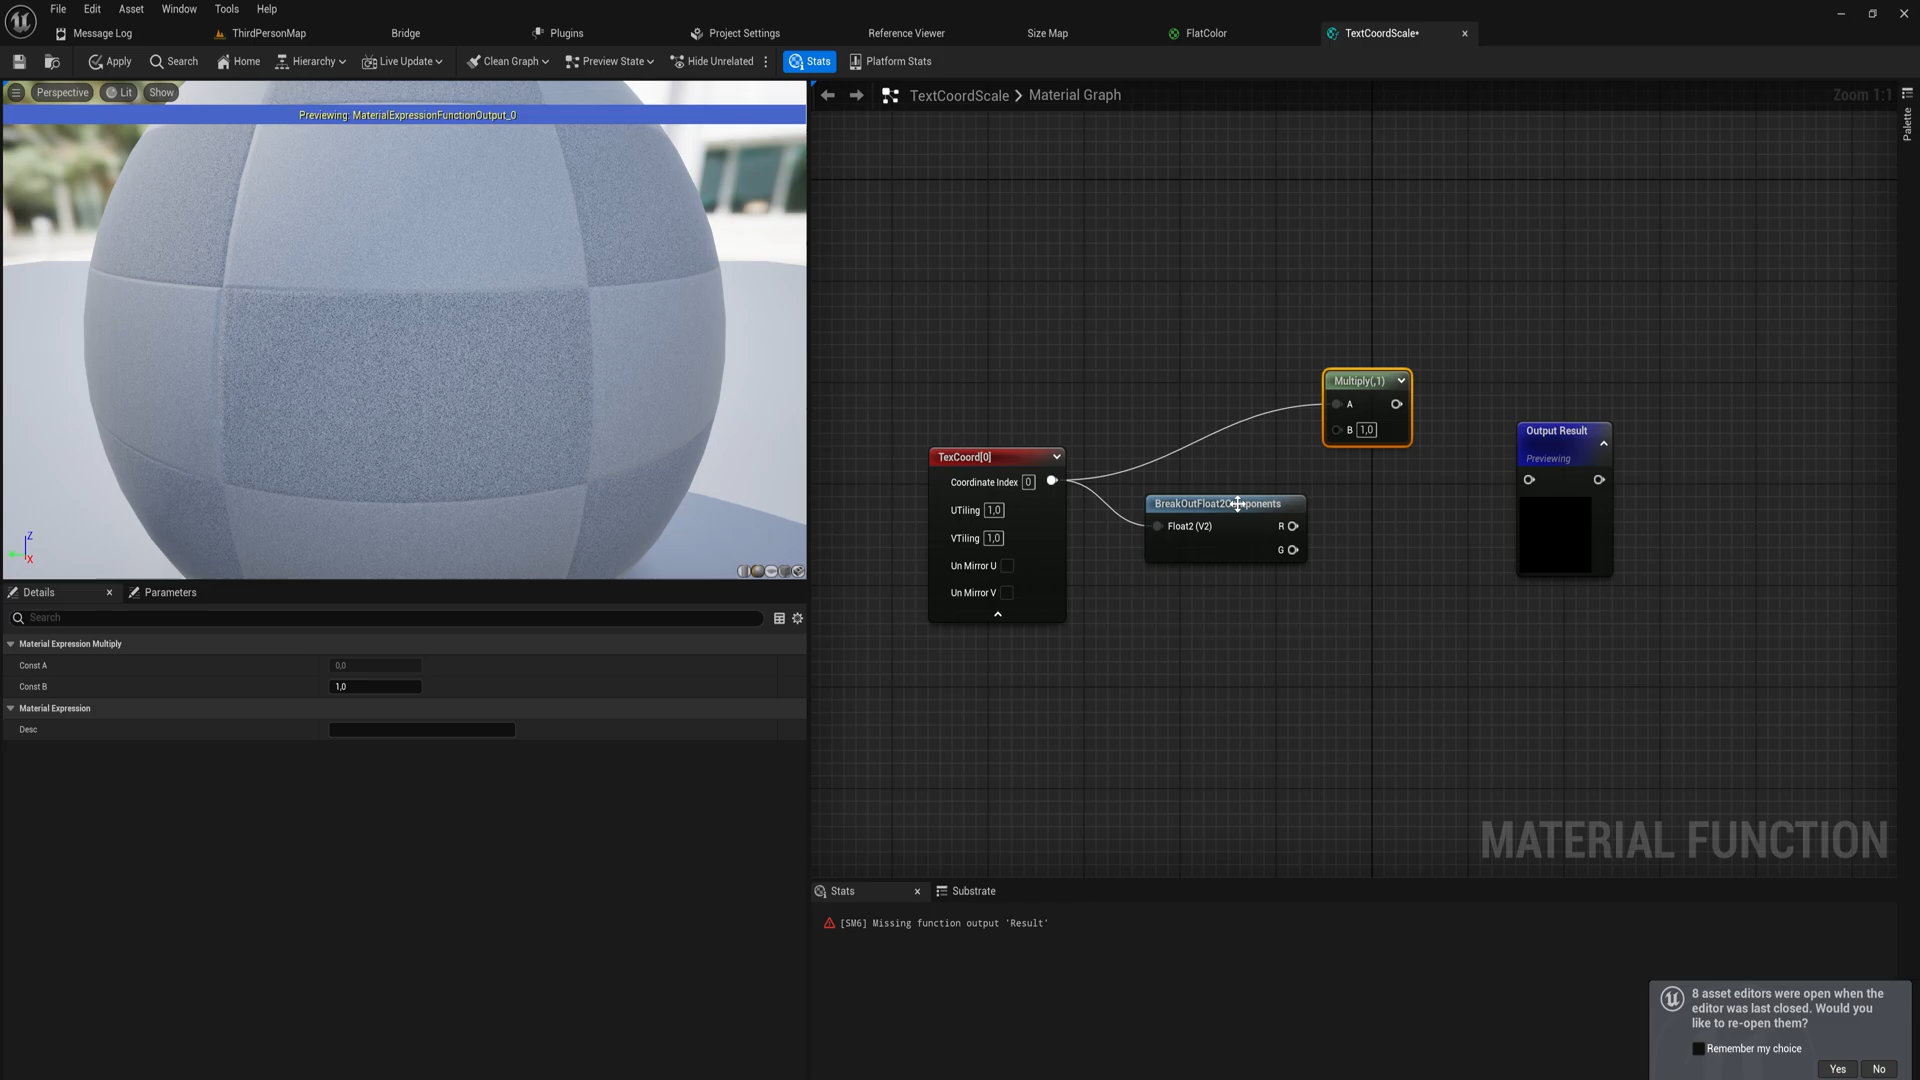 File Edit Asset Window Tools Help
Message Log ThirdPersonMap Bridge Plugins Project Settings Reference Viewer Size Map FlatColor TextCoordScale•
Apply Search Home Hierarchy Live Update Clean Graph Preview State Hide Unrelated Stats Platform Stats
Perspective Lit Show
Previewing: MaterialExpressionFunctionOutput_0
Z
X
TextCoordScale > Material Graph
Zoom 1:1
Palette
Multiply(,1)
A
B 1,0
TexCoord[0]
Coordinate Index 0
UTiling 1,0
VTiling 1,0
Un Mirror U
Un Mirror V
Float2 (V2) R
G
Output Result
Previewing
MATERIAL FUNCTION
Details Parameters
Search
Material Expression Multiply
Const A 0,0
Const B 1,0
Material Expression
Desc
Stats Substrate
[SM6] Missing function output 'Result'
8 asset editors were open when the
editor was last closed. Would you
like to re-open them?
Remember my choice
Yes No